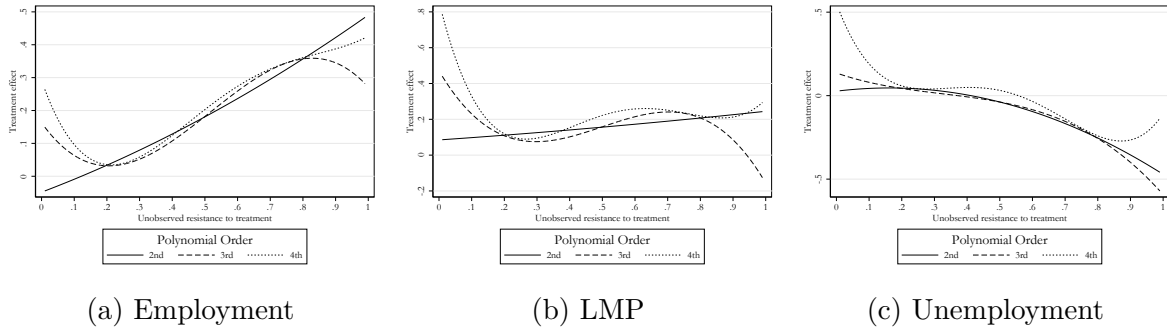 Treatment effect
.5
.4
.3
.2
.1
0
0 .1 .2 .3 .4 .5 .6 .7 .8 .9 1
Unobserved resistance to treatment
Polynomial Order
2nd 3rd 4th
(a) Employment
Treatment effect
.8
.6
.4
.2
0
-.2
0 .1 .2 .3 .4 .5 .6 .7 .8 .9 1
Unobserved resistance to treatment
Polynomial Order
2nd 3rd 4th
(b) LMP
Treatment effect
.5
0
-.5
0 .1 .2 .3 .4 .5 .6 .7 .8 .9 1
Unobserved resistance to treatment
Polynomial Order
2nd 3rd 4th
(c) Unemployment